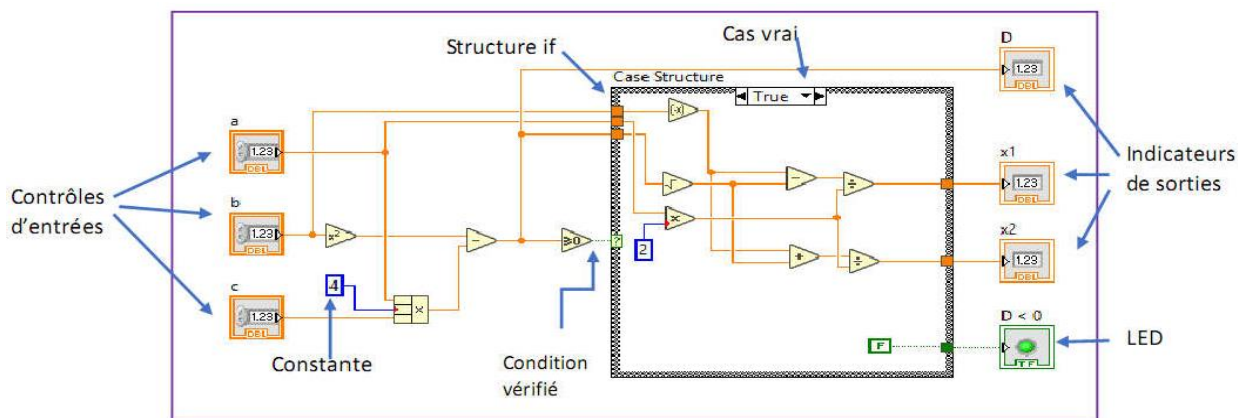 Structure if
Cas vrai
D
1.23
DBL
Case Structure
True
a
1.23
DBL
[-x]
x1
1.23
DBL
Indicateurs
de sorties
Contrôles
d'entrées
b
1.23
DBL
x²
-
≥0
?
√
-
÷
x
2
+
÷
x2
1.23
DBL
c
1.23
DBL
4
x
Constante
Condition
vérifié
F
D < 0
TF
LED